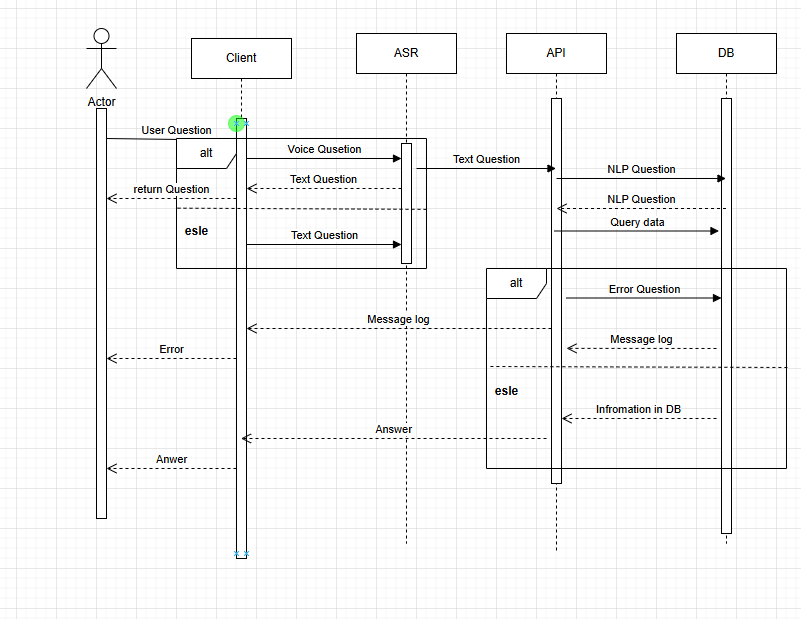 Client
ASR
API
DB
Actor
User Question
alt
Voice Qusetion
Text Question
NLP Question
Text Question
return Question
NLP Question
Query data
esle
Text Question
alt
Error Question
Message log
Message log
Error
esle
Infromation in DB
Answer
Anwer